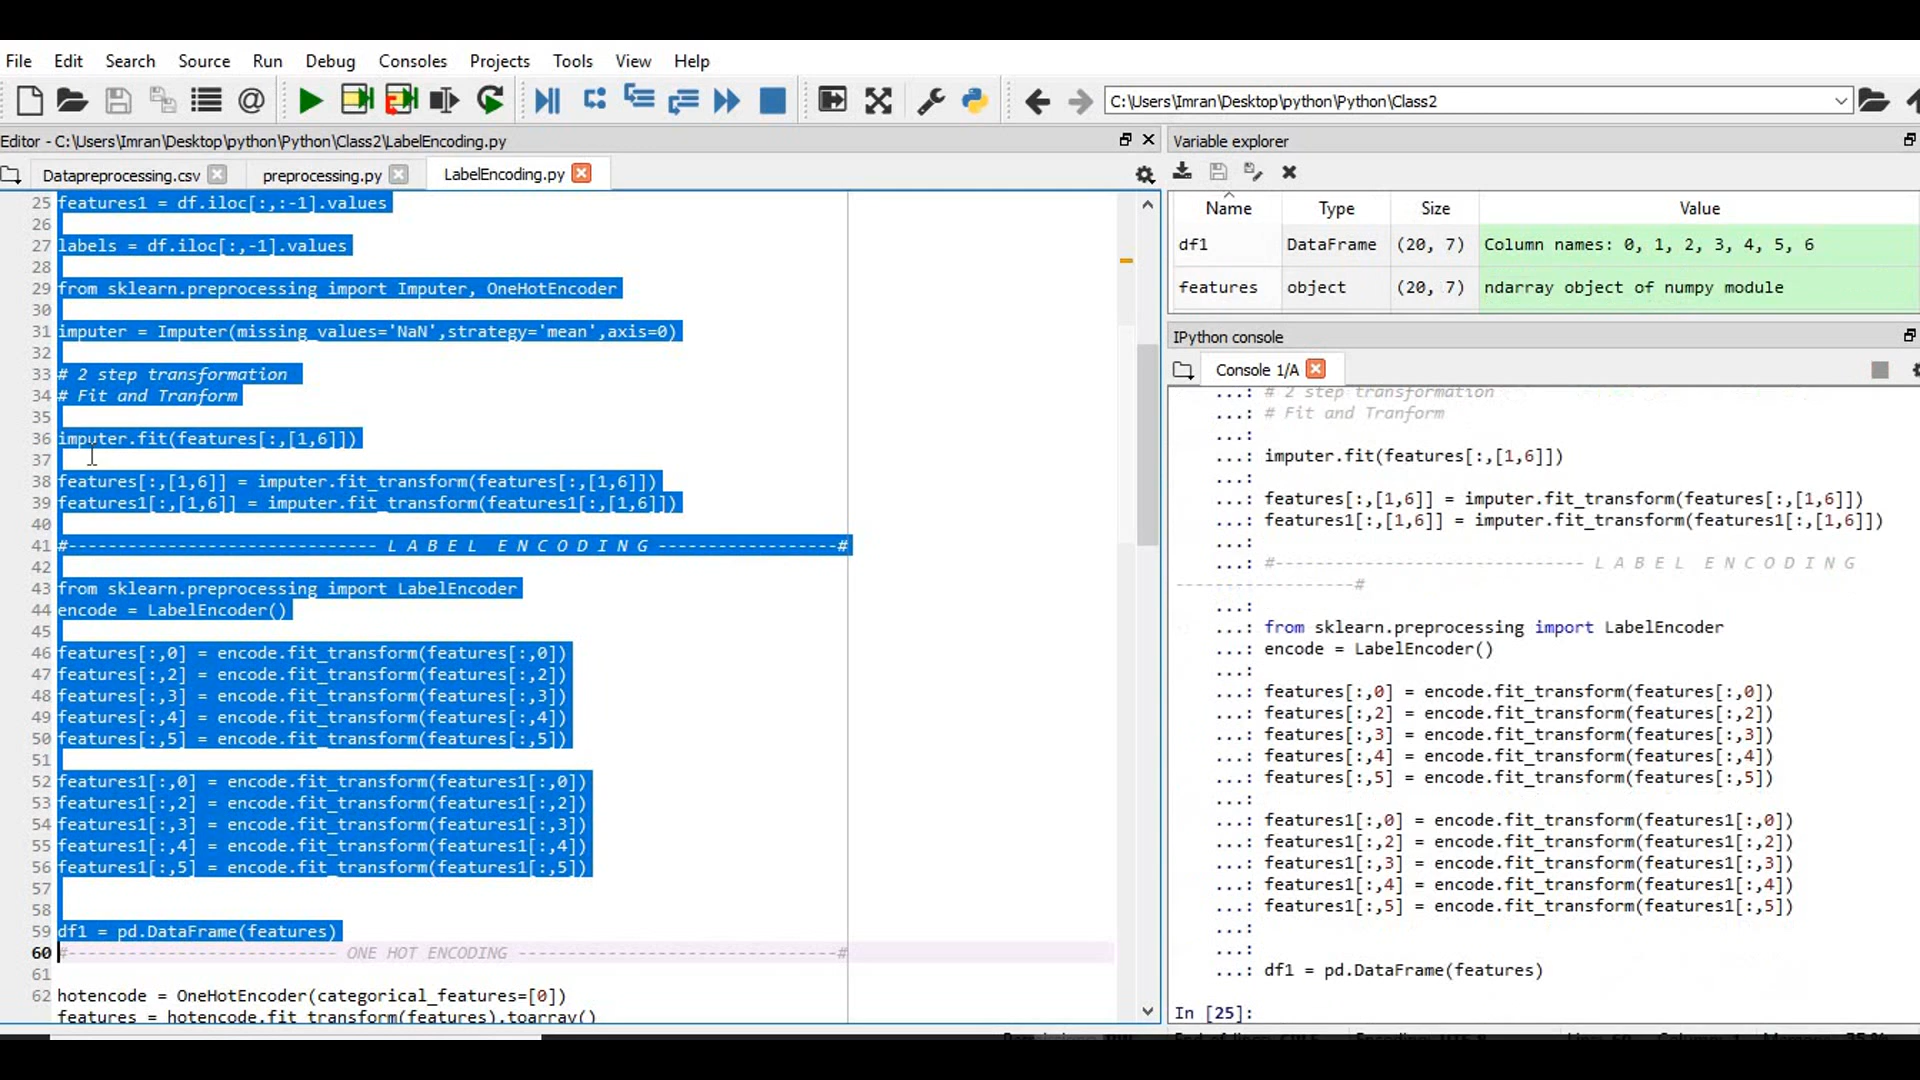 File Edit Search Source Run Debug Consoles Projects Tools View Help
C:\Users\Imran\Desktop\python\Python\Class2
Editor - C:\Users\Imran\Desktop\python\Python\Class2\LabelEncoding.py
Datapreprocessing.csv preprocessing.py LabelEncoding.py
25 features1 = df.iloc[:,:-1].values
26
27 labels = df.iloc[:,-1].values
28
29 from sklearn.preprocessing import Imputer, OneHotEncoder
30
31 imputer = Imputer(missing_values='NaN',strategy='mean',axis=0)
32
33 # 2 step transformation
34 # Fit and Tranform
35
36 imputer.fit(features[:,[1,6]])
37
38 features[:,[1,6]] = imputer.fit_transform(features[:,[1,6]])
39 features1[:,[1,6]] = imputer.fit_transform(features1[:,[1,6]])
40
41 #------------------------------- L A B E L  E N C O D I N G ------------------#
42
43 from sklearn.preprocessing import LabelEncoder
44 encode = LabelEncoder()
45
46 features[:,0] = encode.fit_transform(features[:,0])
47 features[:,2] = encode.fit_transform(features[:,2])
48 features[:,3] = encode.fit_transform(features[:,3])
49 features[:,4] = encode.fit_transform(features[:,4])
50 features[:,5] = encode.fit_transform(features[:,5])
51
52 features1[:,0] = encode.fit_transform(features1[:,0])
53 features1[:,2] = encode.fit_transform(features1[:,2])
54 features1[:,3] = encode.fit_transform(features1[:,3])
55 features1[:,4] = encode.fit_transform(features1[:,4])
56 features1[:,5] = encode.fit_transform(features1[:,5])
57
58
59 df1 = pd.DataFrame(features)
60 #--------------------------- ONE HOT ENCODING --------------------------------#
61
62 hotencode = OneHotEncoder(categorical_features=[0])
features = hotencode.fit_transform(features).toarray()
Variable explorer
Name Type Size Value
df1 DataFrame (20, 7) Column names: 0, 1, 2, 3, 4, 5, 6
features object (20, 7) ndarray object of numpy module
IPython console
Console 1/A
...: # 2 step transformation
...: # Fit and Tranform
...:
...: imputer.fit(features[:,[1,6]])
...:
...: features[:,[1,6]] = imputer.fit_transform(features[:,[1,6]])
...: features1[:,[1,6]] = imputer.fit_transform(features1[:,[1,6]])
...:
...: #------------------------------- L A B E L  E N C O D I N G
------------------#
...:
...: from sklearn.preprocessing import LabelEncoder
...: encode = LabelEncoder()
...:
...: features[:,0] = encode.fit_transform(features[:,0])
...: features[:,2] = encode.fit_transform(features[:,2])
...: features[:,3] = encode.fit_transform(features[:,3])
...: features[:,4] = encode.fit_transform(features[:,4])
...: features[:,5] = encode.fit_transform(features[:,5])
...:
...: features1[:,0] = encode.fit_transform(features1[:,0])
...: features1[:,2] = encode.fit_transform(features1[:,2])
...: features1[:,3] = encode.fit_transform(features1[:,3])
...: features1[:,4] = encode.fit_transform(features1[:,4])
...: features1[:,5] = encode.fit_transform(features1[:,5])
...:
...:
...: df1 = pd.DataFrame(features)
In [25]: